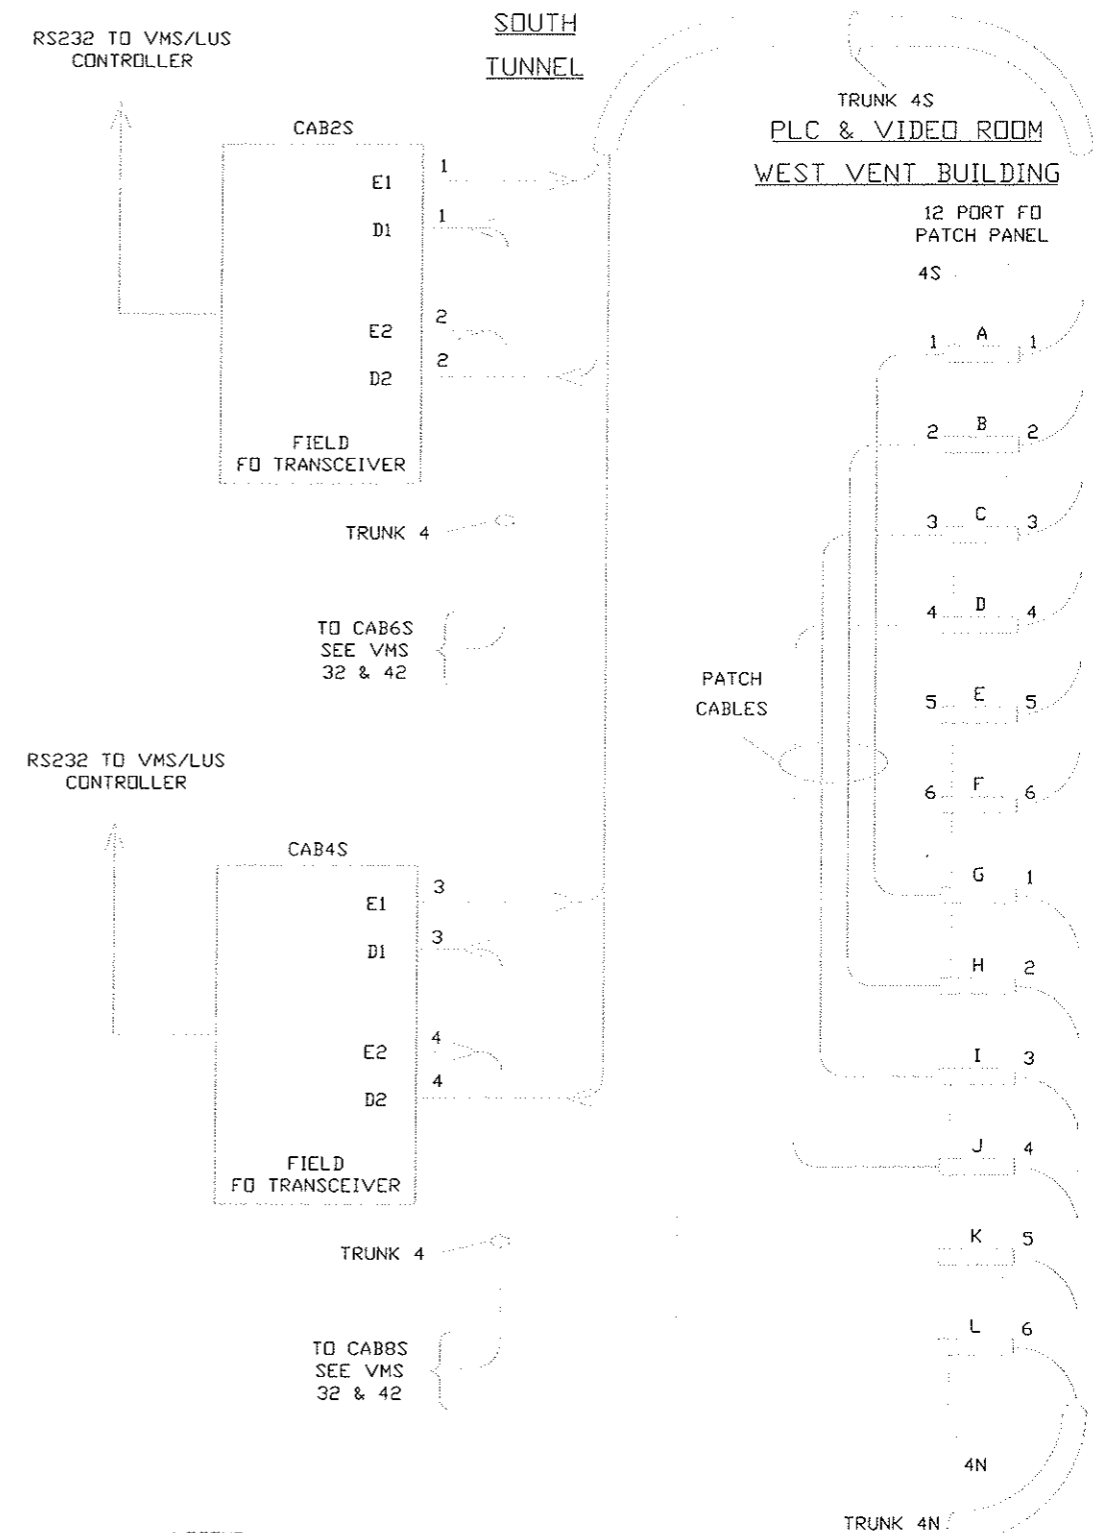 SOUTH
TUNNEL
RS232 TO VMS/LUS
CONTROLLER
CAB2S
E1
1
D1
1
E2
2
D2
2
FIELD
FO TRANSCEIVER
TRUNK 4
TO CAB6S
SEE VMS
32 & 42
RS232 TO VMS/LUS
CONTROLLER
CAB4S
E1
3
D1
3
E2
4
D2
4
FIELD
FO TRANSCEIVER
TRUNK 4
TO CAB8S
SEE VMS
32 & 42
TRUNK 4S
PLC & VIDEO ROOM
WEST VENT BUILDING
12 PORT FO
PATCH PANEL
4S
1 A 1
2 B 2
3 C 3
4 D 4
5 E 5
6 F 6
G 1
H 2
I 3
J 4
K 5
L 6
PATCH
CABLES
4N
TRUNK 4N